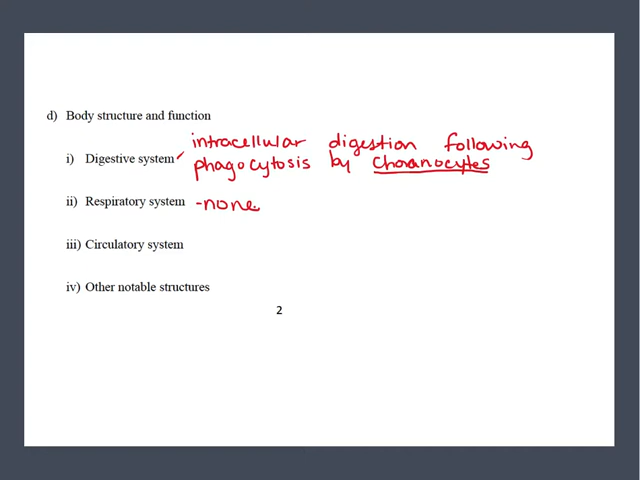 d) Body structure and function
intracellular digestion following
i) Digestive system - phagocytosis by choanocytes
ii) Respiratory system - none.
iii) Circulatory system
iv) Other notable structures
2